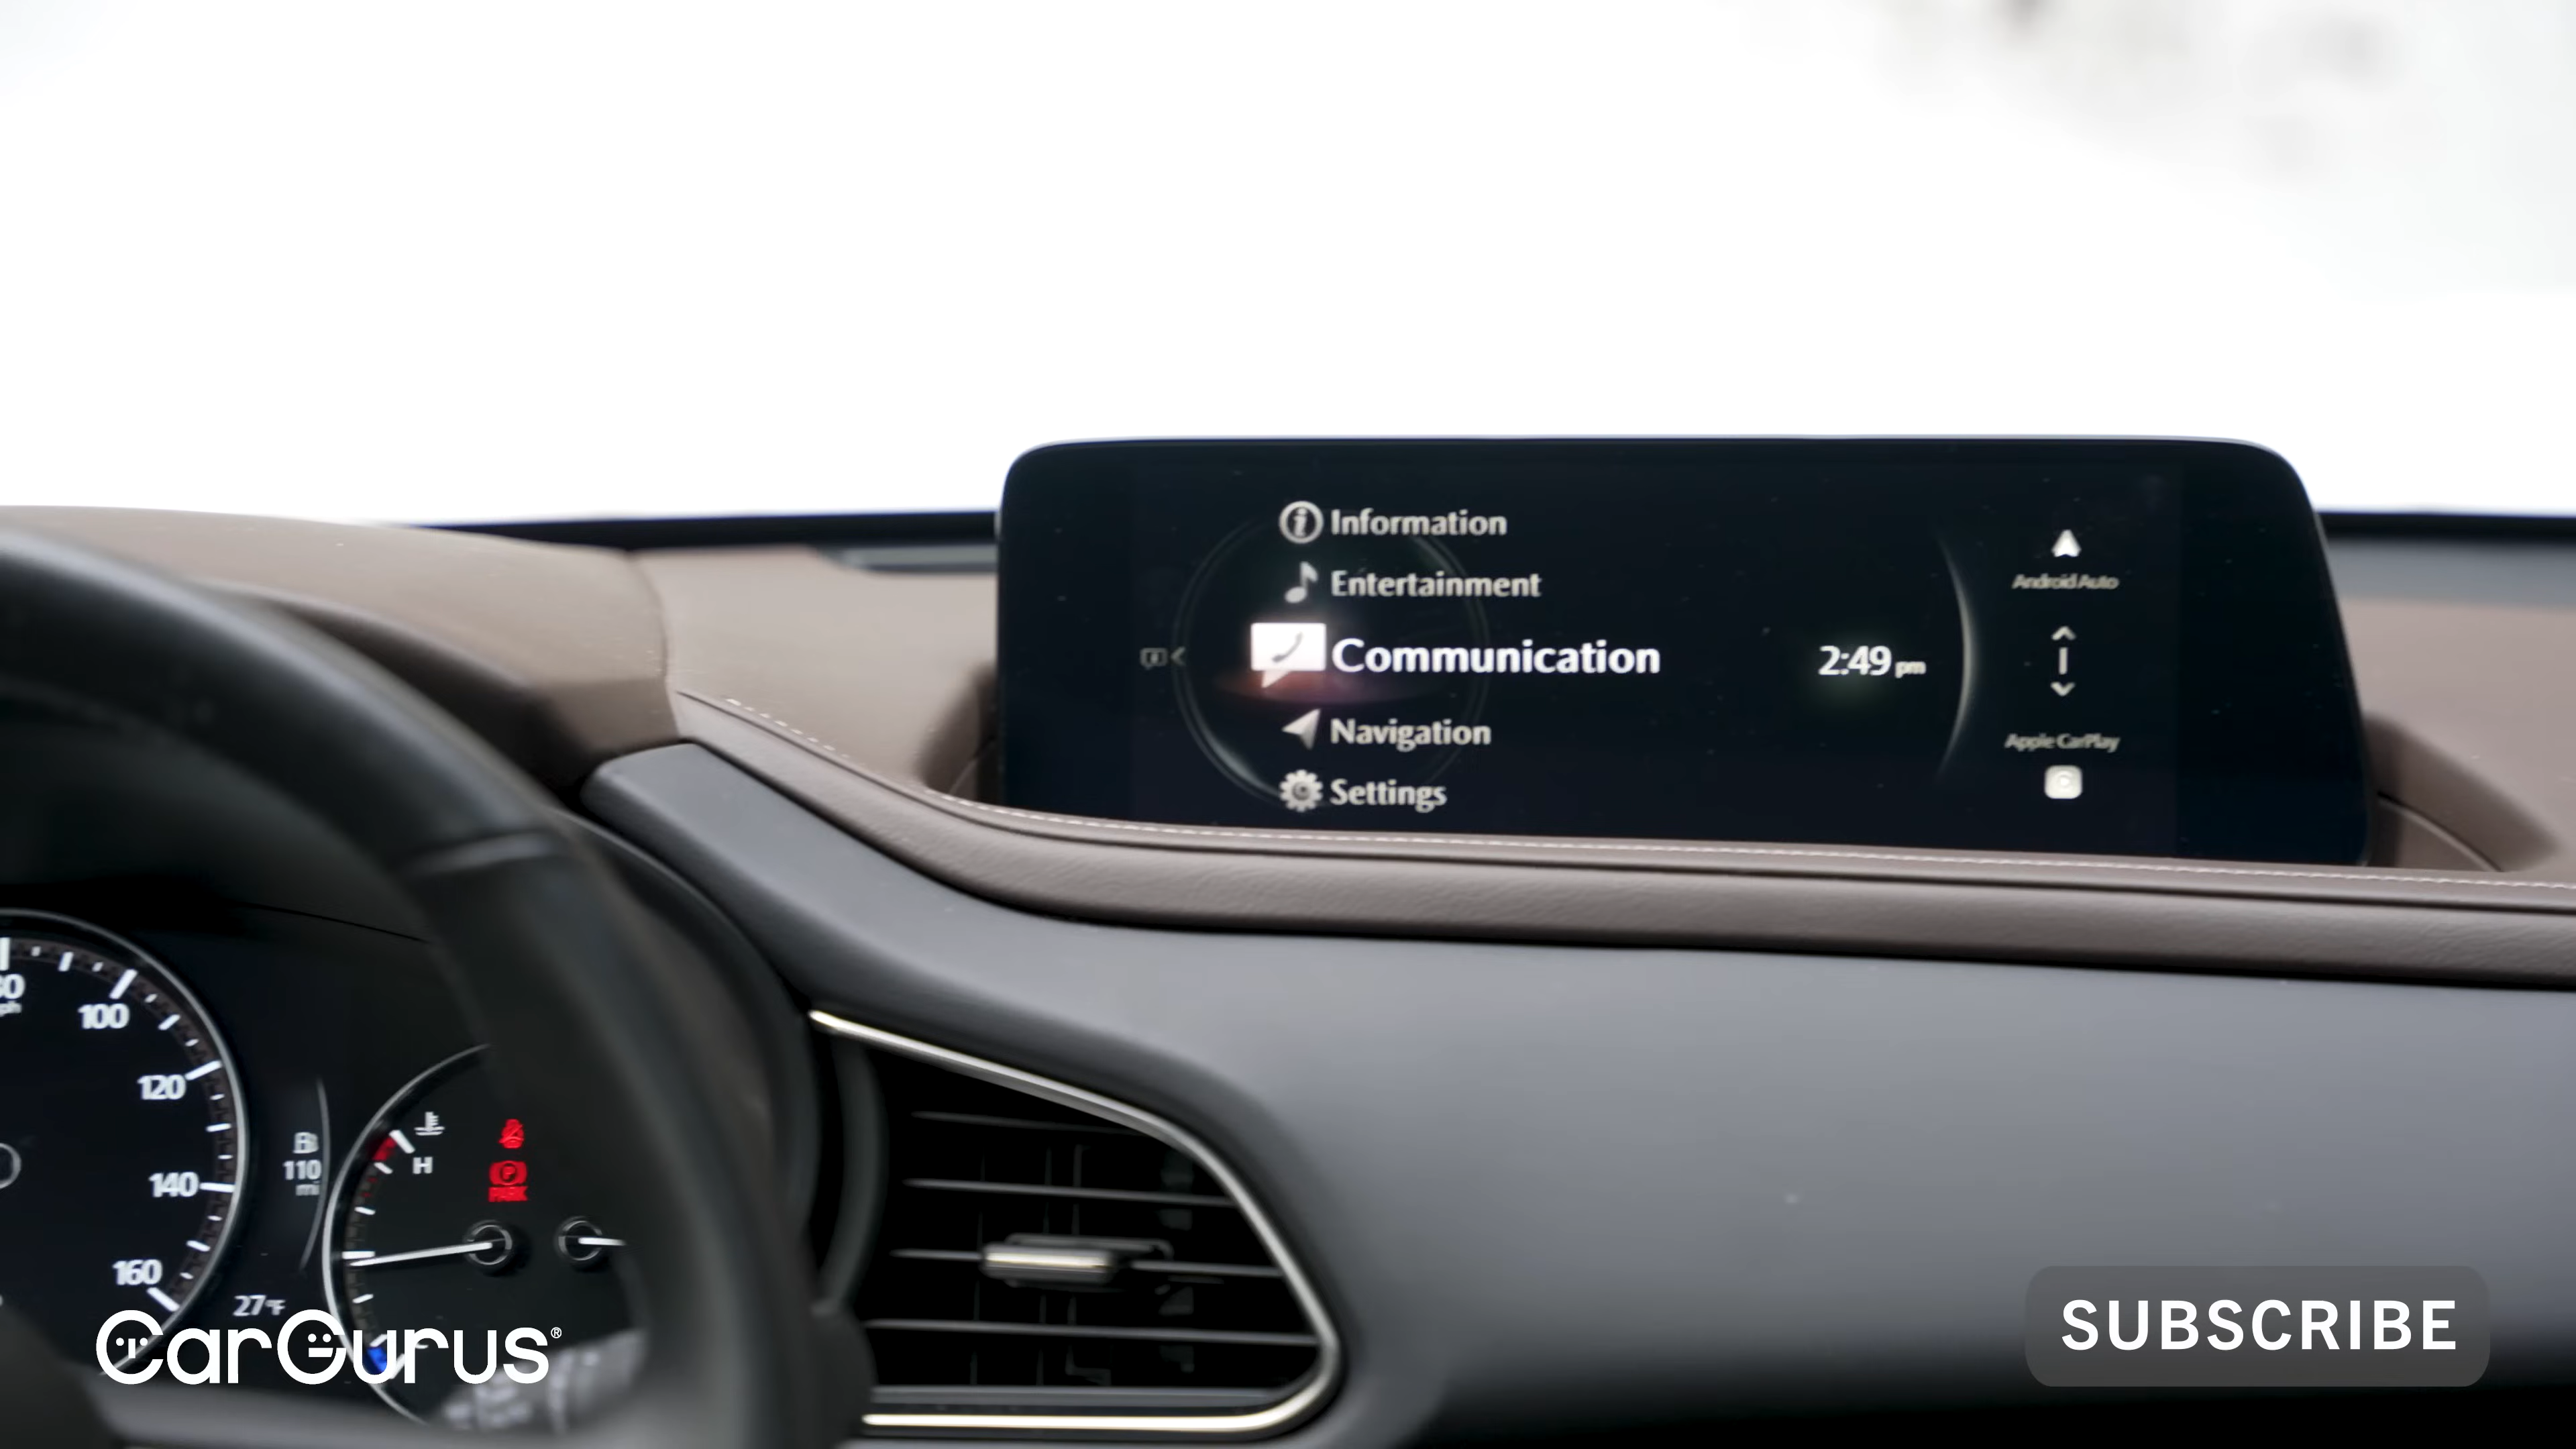 Information
Entertainment
Communication
Navigation
Settings
2:49 pm
Android Auto
Apple CarPlay
100
120
140
160
110
mi
H
PARK
27°F
CarGurus®
SUBSCRIBE